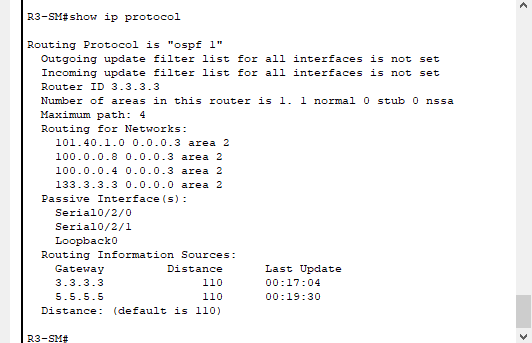 R3-SM#show ip protocol
Routing Protocol is "ospf 1"
Outgoing update filter list for all interfaces is not set
Incoming update filter list for all interfaces is not set
Router ID 3.3.3.3
Number of areas in this router is 1. 1 normal 0 stub 0 nssa
Maximum path: 4
Routing for Networks:
101.40.1.0 0.0.0.3 area 2
100.0.0.8 0.0.0.3 area 2
100.0.0.4 0.0.0.3 area 2
133.3.3.3 0.0.0.0 area 2
Passive Interface(s):
Serial0/2/0
Serial0/2/1
Loopback0
Routing Information Sources:
Gateway Distance Last Update
3.3.3.3 110 00:17:04
5.5.5.5 110 00:19:30
Distance: (default is 110)
R3-SM#